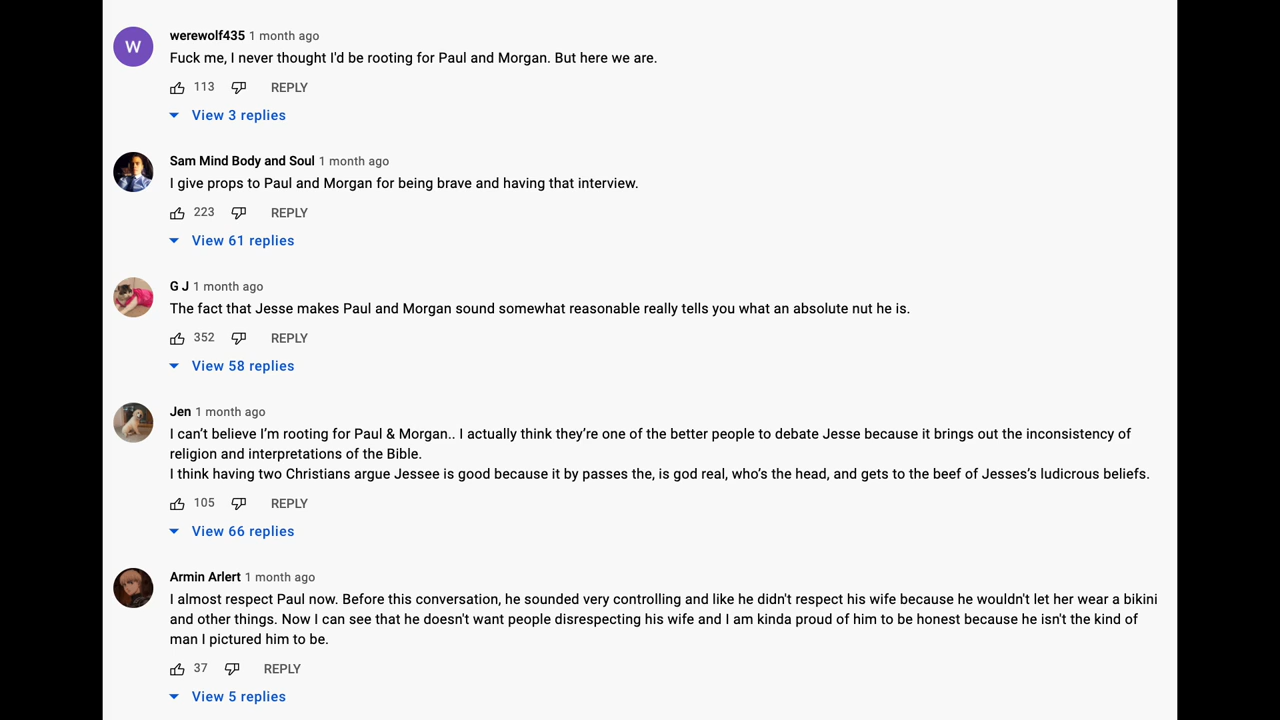 W
werewolf435 1 month ago
Fuck me, I never thought I'd be rooting for Paul and Morgan. But here we are.
113 REPLY
View 3 replies
Sam Mind Body and Soul 1 month ago
I give props to Paul and Morgan for being brave and having that interview.
223 REPLY
View 61 replies
G J 1 month ago
The fact that Jesse makes Paul and Morgan sound somewhat reasonable really tells you what an absolute nut he is.
352 REPLY
View 58 replies
Jen 1 month ago
I can’t believe I’m rooting for Paul & Morgan.. I actually think they’re one of the better people to debate Jesse because it brings out the inconsistency of
religion and interpretations of the Bible.
I think having two Christians argue Jessee is good because it by passes the, is god real, who’s the head, and gets to the beef of Jesses’s ludicrous beliefs.
105 REPLY
View 66 replies
Armin Arlert 1 month ago
I almost respect Paul now. Before this conversation, he sounded very controlling and like he didn't respect his wife because he wouldn't let her wear a bikini
and other things. Now I can see that he doesn't want people disrespecting his wife and I am kinda proud of him to be honest because he isn't the kind of
man I pictured him to be.
37 REPLY
View 5 replies